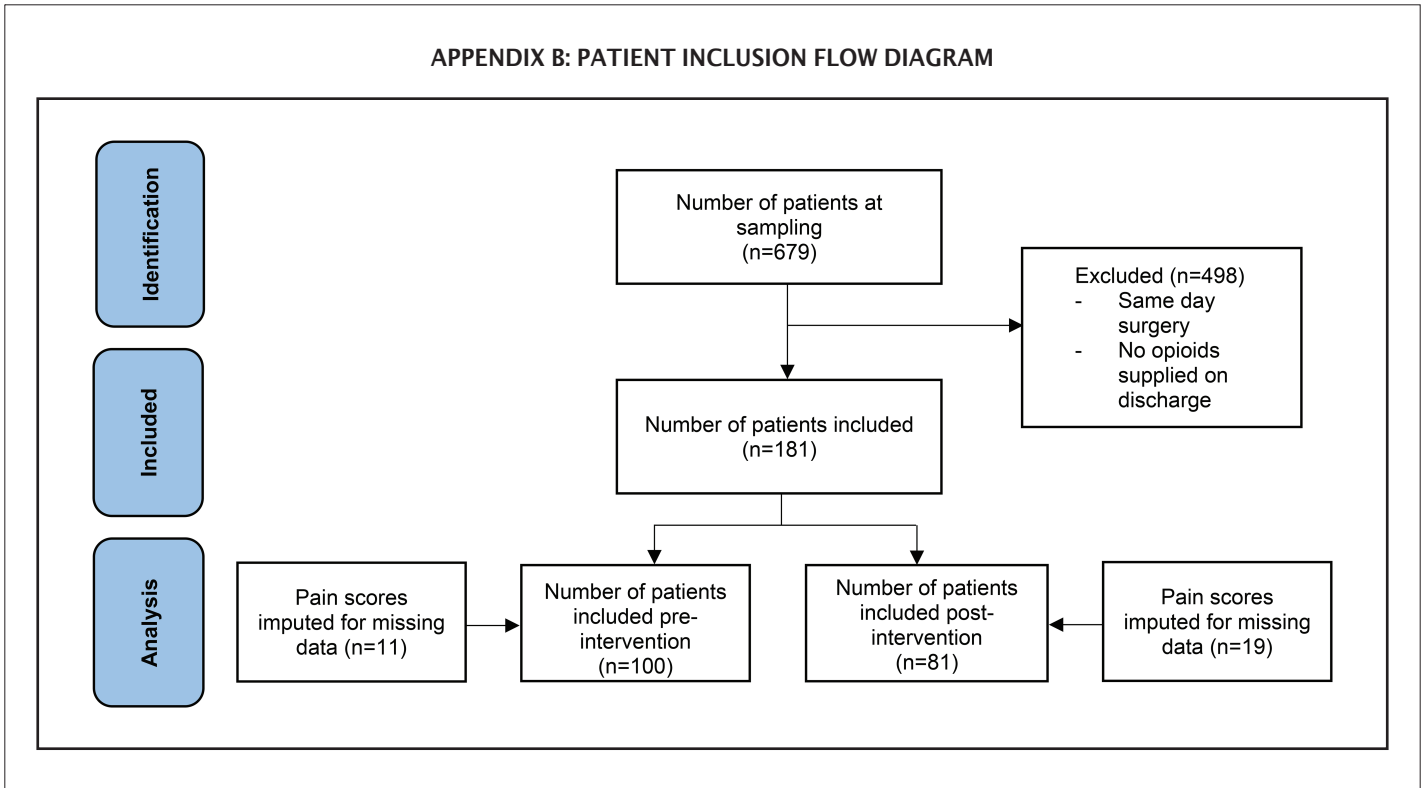 APPENDIX B: PATIENT INCLUSION FLOW DIAGRAM
Identification
Number of patients at
sampling
(n=679)
Excluded (n=498)
- Same day
surgery
- No opioids
supplied on
discharge
Included
Number of patients included
(n=181)
Analysis
Pain scores
imputed for missing
data (n=11)
Number of patients
included pre-
intervention
(n=100)
Number of patients
included post-
intervention
(n=81)
Pain scores
imputed for missing
data (n=19)